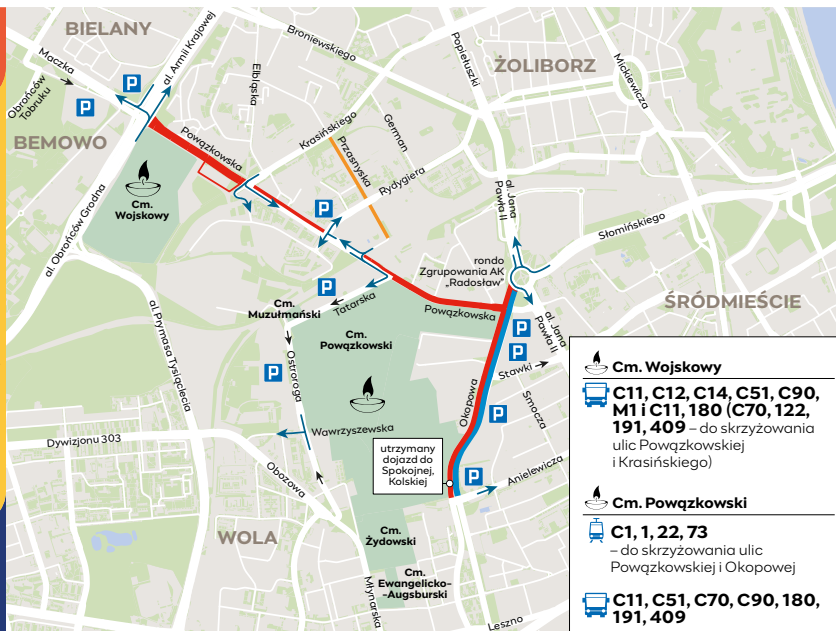 BIELANY
Maczka
al. Armii Krajowej
Broniewskiego
Popiełuszki
ŻOLIBORZ
Mickiewicza
Elbląska
P
P
Obrońców
Tobruku
BEMOWO
Powązkowska
Krasińskiego
German
Przasnyska
Rydygiera
Cm.
Wojskowy
al. Obrońców Grodna
P
al. Jana
Pawła II
Słomińskiego
rondo
Zgrupowania AK
„Radosław”
ŚRÓDMIEŚCIE
P
Tatarska
Cm.
Muzułmański
Powązkowska
al. Jana
Pawła II
P
P
Cm.
Powązkowski
al. Prymasa Tysiąclecia
Ostroroga
P
Stawki
Okopowa
Smocza
P
Wawrzyszewska
Dywizjonu 303
utrzymany
dojazd do
Spokojnej,
Kolskiej
P
Anielewicza
Obozowa
WOLA
Cm.
Żydowski
Cm.
Ewangelicko-
-Augsburski
Młynarska
Leszno
Cm. Wojskowy
C11, C12, C14, C51, C90,
M1 i C11, 180 (C70, 122,
191, 409 – do skrzyżowania
ulic Powązkowskiej
i Krasińskiego)
Cm. Powązkowski
C1, 1, 22, 73
– do skrzyżowania ulic
Powązkowskiej i Okopowej
C11, C51, C70, C90, 180,
191, 409